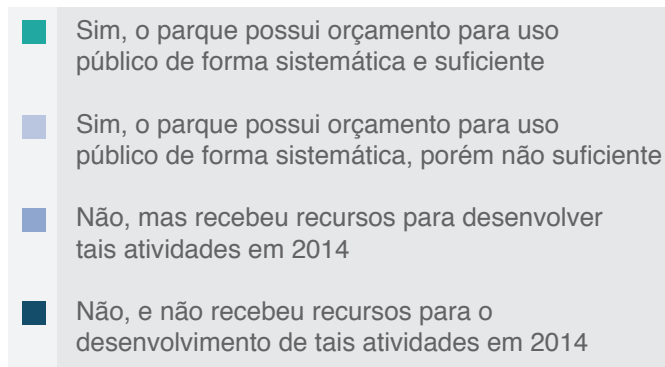 Sim, o parque possui orçamento para uso
público de forma sistemática e suficiente
Sim, o parque possui orçamento para uso
público de forma sistemática, porém não suficiente
Não, mas recebeu recursos para desenvolver
tais atividades em 2014
Não, e não recebeu recursos para o
desenvolvimento de tais atividades em 2014